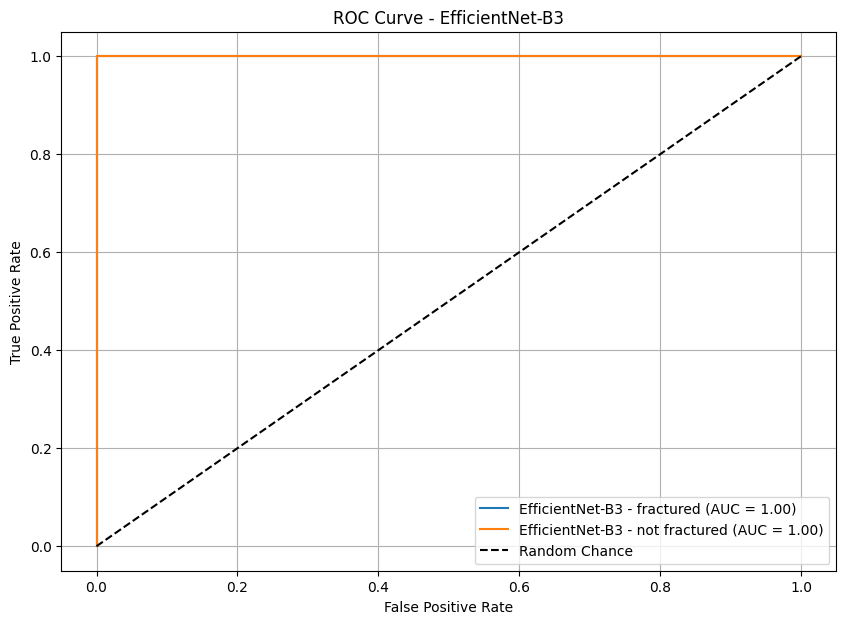 ROC Curve - EfficientNet-B3
True Positive Rate
1.0
0.8
0.6
0.4
0.2
0.0
EfficientNet-B3 - fractured (AUC = 1.00)
EfficientNet-B3 - not fractured (AUC = 1.00)
Random Chance
0.0 0.2 0.4 0.6 0.8 1.0
False Positive Rate